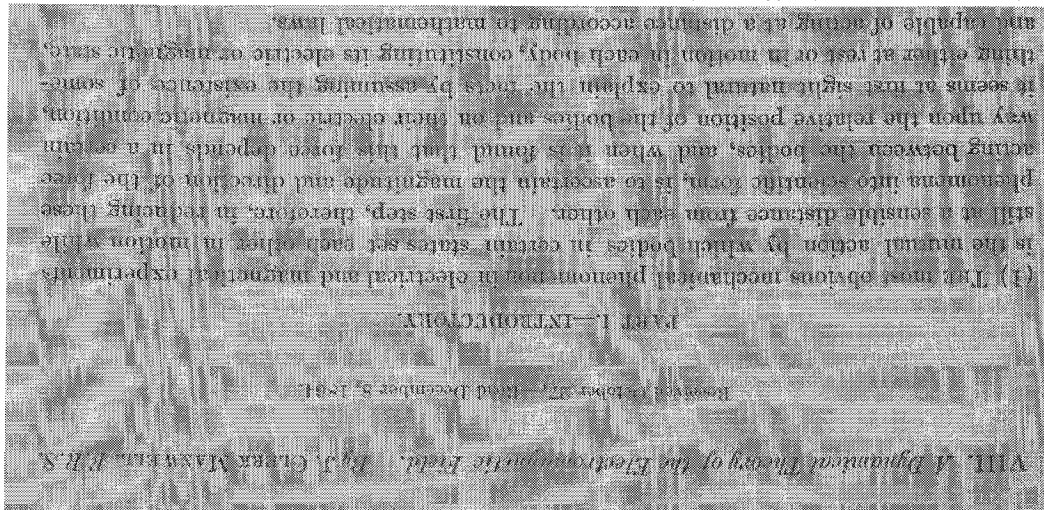 VIII. A Dynamical Theory of the Electromagnetic Field. By J. CLERK MAXWELL, F.R.S.
Received October 27,—Read December 8, 1864.
PART I.—INTRODUCTORY.
(1) THE most obvious mechanical phenomenon in electrical and magnetical experiments
is the mutual action by which bodies in certain states set each other in motion while
still at a sensible distance from each other. The first step, therefore, in reducing these
phenomena into scientific form, is to ascertain the magnitude and direction of the force
acting between the bodies, and when it is found that this force depends in a certain
way upon the relative position of the bodies and on their electric or magnetic condition,
it seems at first sight natural to explain the facts by assuming the existence of some-
thing either at rest or in motion in each body, constituting its electric or magnetic state,
and capable of acting at a distance according to mathematical laws.